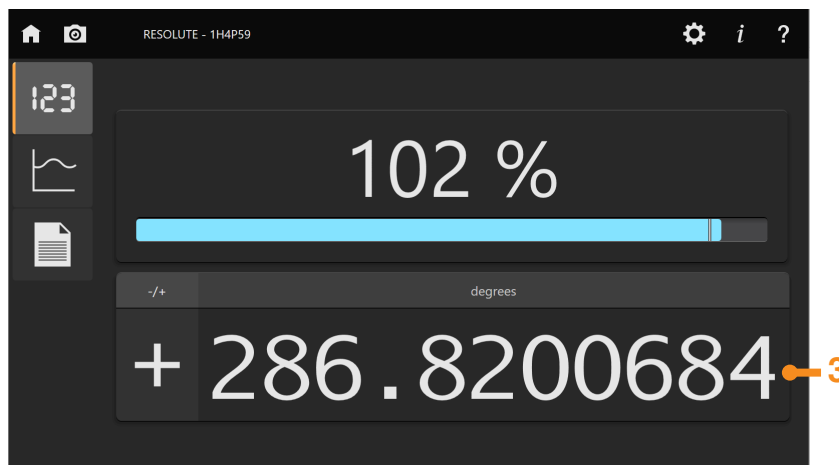 RESOLUTE - 1H4P59
i ?
123
102 %
-/+ degrees
+ 286.8200684
3